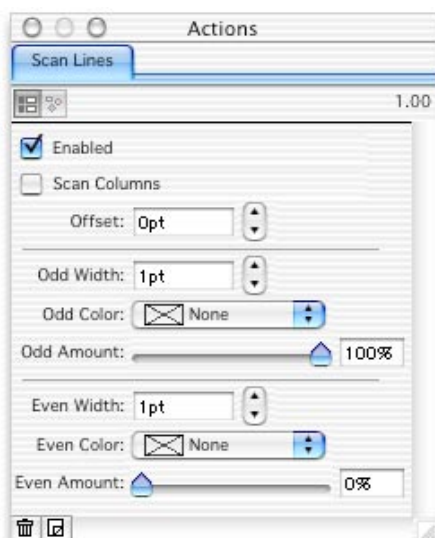 Actions
Scan Lines
1.00
Enabled
Scan Columns
Offset: 0pt
Odd Width: 1pt
Odd Color: None
Odd Amount: 100%
Even Width: 1pt
Even Color: None
Even Amount: 0%